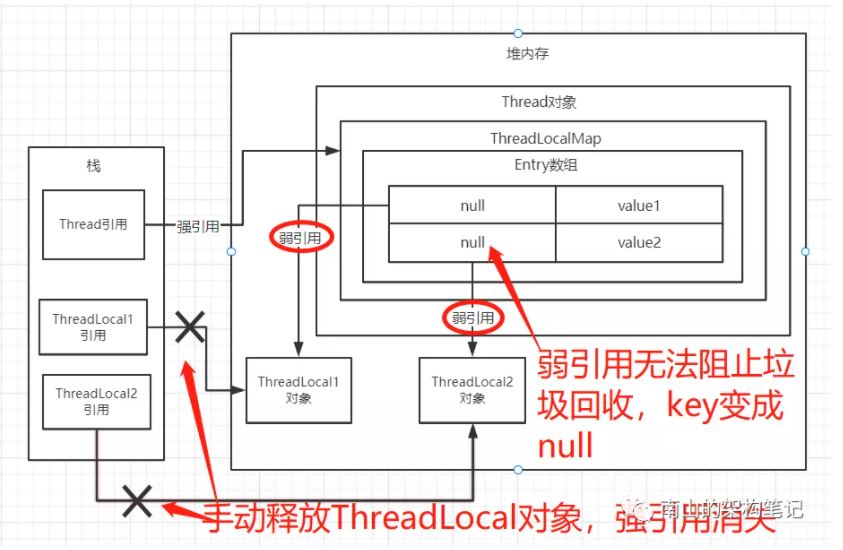 堆内存
Thread对象
ThreadLocalMap
Entry数组
null
value1
null
value2
栈
Thread引用
强引用
弱引用
ThreadLocal1
引用
ThreadLocal2
引用
弱引用
ThreadLocal1
对象
ThreadLocal2
对象
弱引用无法阻止垃
圾回收，key变成
null
手动释放ThreadLocal对象，强引用消失
南山的架构笔记